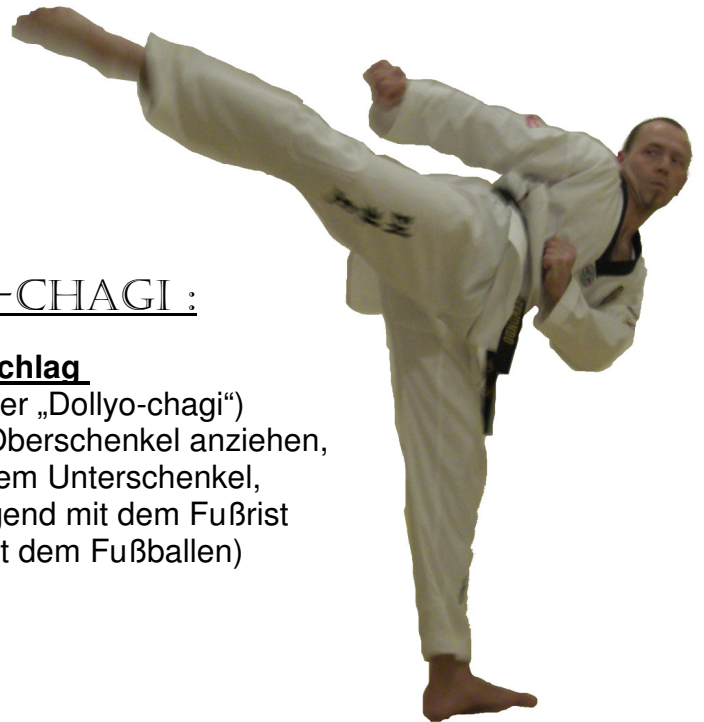 -CHAGI :
chlag
er „Dollyo-chagi“)
Oberschenkel anziehen,
em Unterschenkel,
gend mit dem Fußrist
t dem Fußballen)